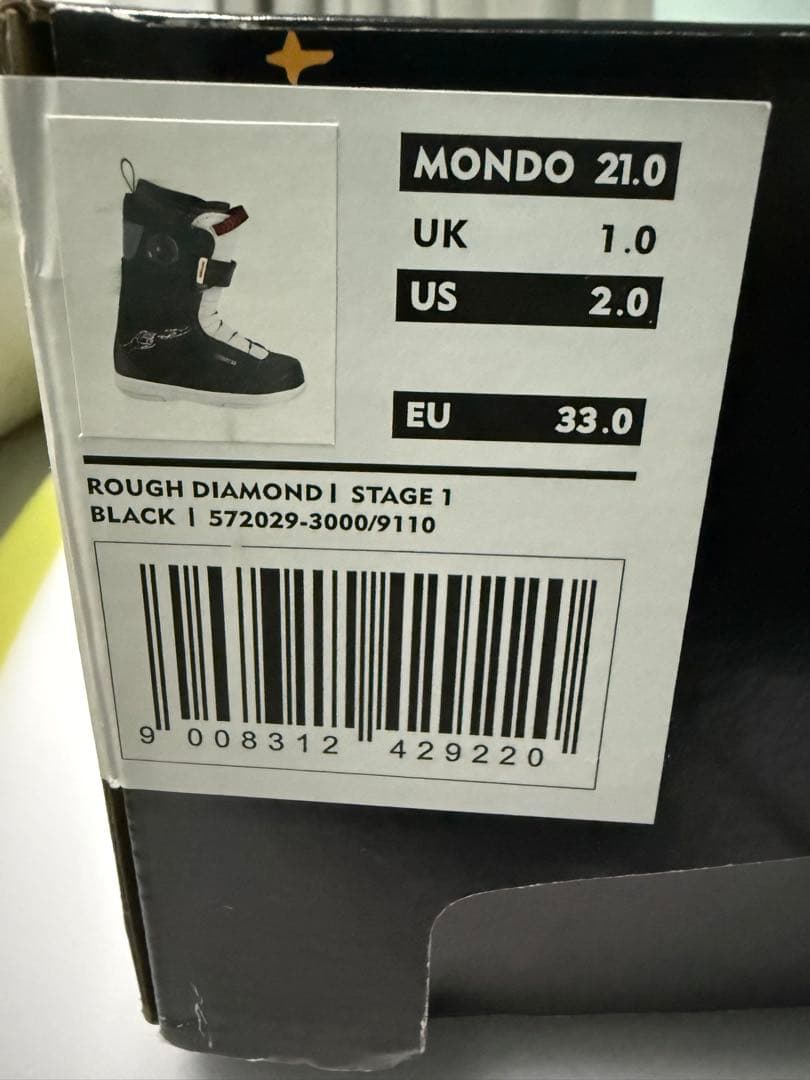 MONDO 21.0
UK 1.0
US 2.0
EU 33.0
ROUGH DIAMOND | STAGE 1
BLACK | 572029-3000/9110
9 008312 429220